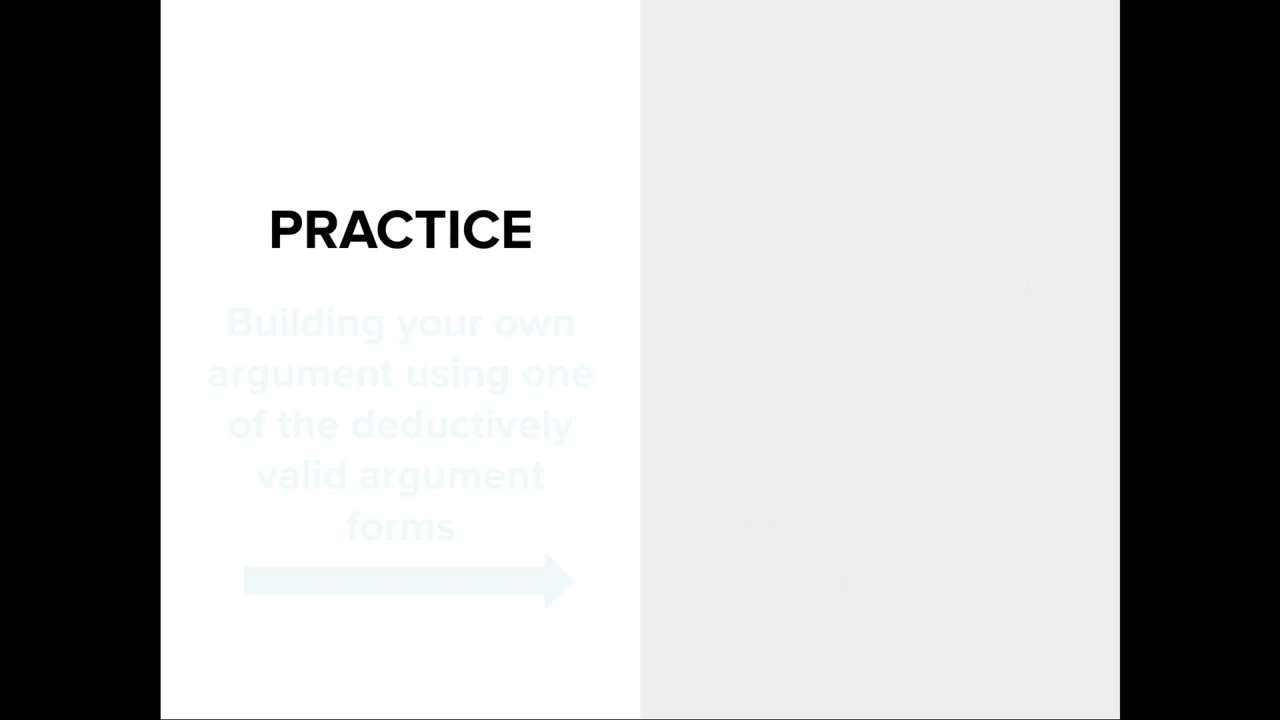 PRACTICE
Building your own
argument using one
of the deductively
valid argument
forms